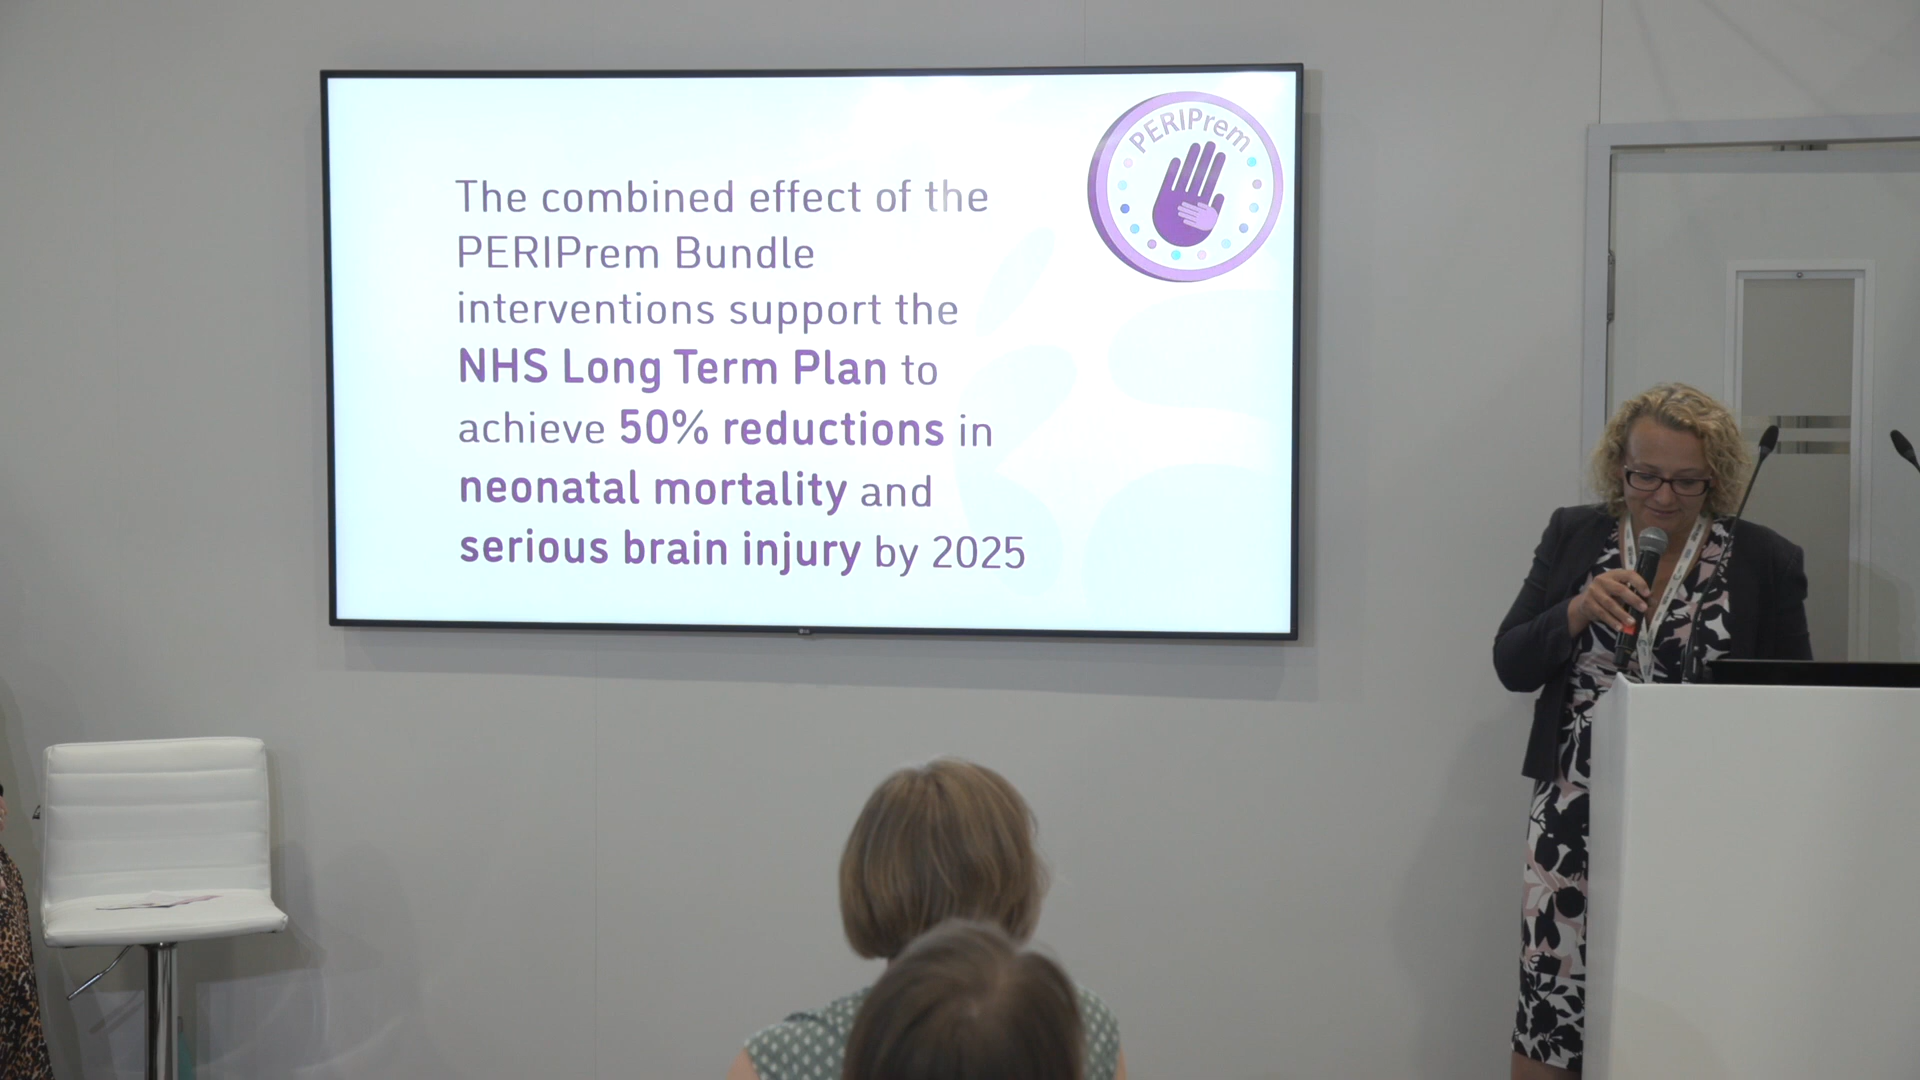 PERIPrem
The combined effect of the
PERIPrem Bundle
interventions support the
NHS Long Term Plan to
achieve 50% reductions in
neonatal mortality and
serious brain injury by 2025